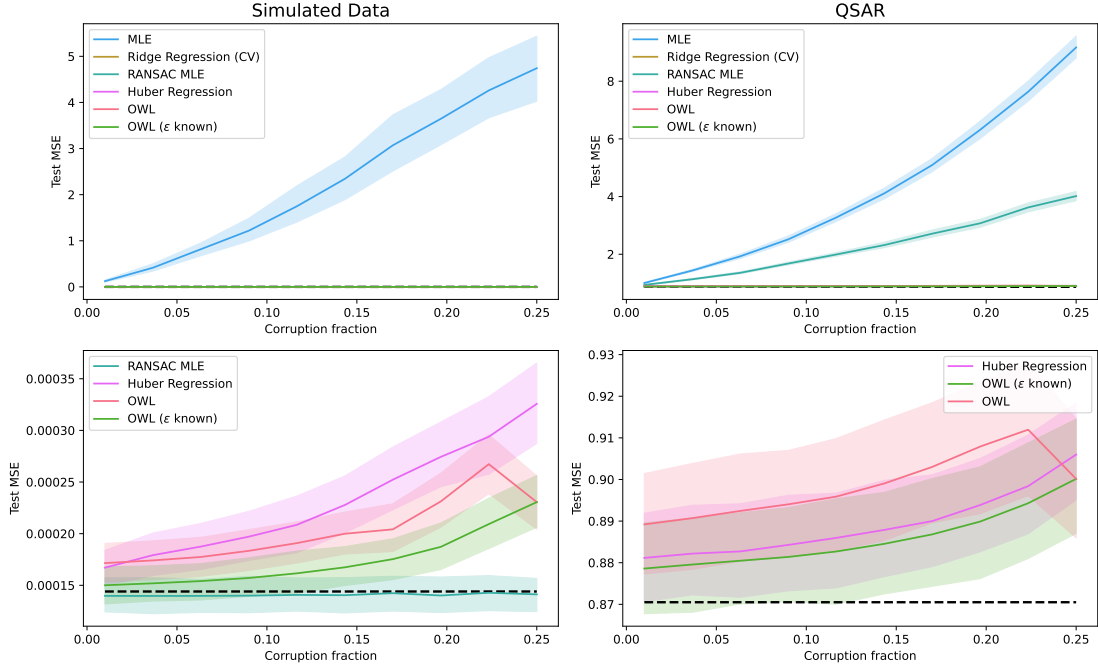 Simulated Data
MLE
Ridge Regression (CV)
RANSAC MLE
Huber Regression
OWL
OWL (ε known)
5
4
3
2
1
0
Test MSE
0.00
0.05
0.10
0.15
0.20
0.25
Corruption fraction
QSAR
MLE
Ridge Regression (CV)
RANSAC MLE
Huber Regression
OWL
OWL (ε known)
8
6
4
2
Test MSE
0.00
0.05
0.10
0.15
0.20
0.25
Corruption fraction
RANSAC MLE
Huber Regression
OWL
OWL (ε known)
0.00035
0.00030
0.00025
0.00020
0.00015
Test MSE
0.00
0.05
0.10
0.15
0.20
0.25
Corruption fraction
Huber Regression
OWL (ε known)
OWL
0.93
0.92
0.91
0.90
0.89
0.88
0.87
Test MSE
0.00
0.05
0.10
0.15
0.20
0.25
Corruption fraction